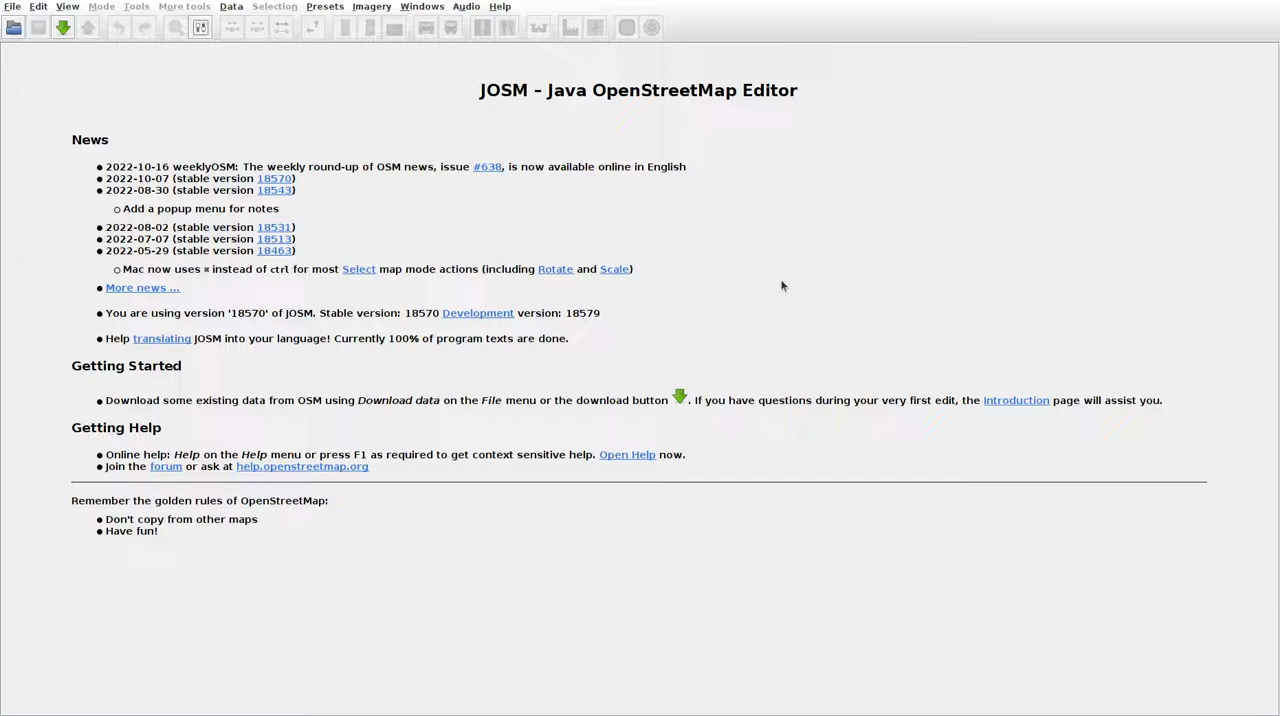 File Edit View Mode Tools More tools Data Selection Presets Imagery Windows Audio Help
JOSM – Java OpenStreetMap Editor
News
2022-10-16 weeklyOSM: The weekly round-up of OSM news, issue #638, is now available online in English
2022-10-07 (stable version 18570)
2022-08-30 (stable version 18543)
Add a popup menu for notes
2022-08-02 (stable version 18531)
2022-07-07 (stable version 18513)
2022-05-29 (stable version 18463)
Mac now uses ⌘ instead of ctrl for most Select map mode actions (including Rotate and Scale)
More news ...
You are using version '18570' of JOSM. Stable version: 18570 Development version: 18579
Help translating JOSM into your language! Currently 100% of program texts are done.
Getting Started
Download some existing data from OSM using Download data on the File menu or the download button . If you have questions during your very first edit, the Introduction page will assist you.
Getting Help
Online help: Help on the Help menu or press F1 as required to get context sensitive help. Open Help now.
Join the forum or ask at help.openstreetmap.org
Remember the golden rules of OpenStreetMap:
Don't copy from other maps
Have fun!